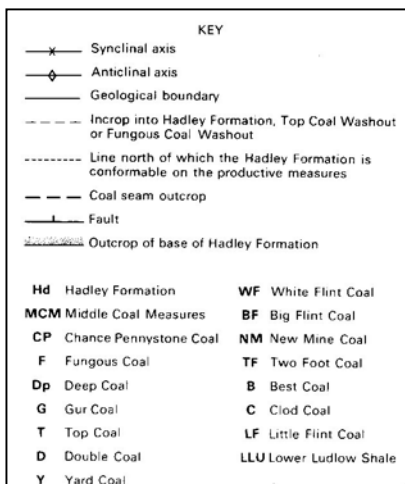 KEY
Synclinal axis
Anticlinal axis
Geological boundary
Incrop into Hadley Formation, Top Coal Washout
or Fungous Coal Washout
Line north of which the Hadley Formation is
conformable on the productive measures
Coal seam outcrop
Fault
Outcrop of base of Hadley Formation
Hd Hadley Formation
MCM Middle Coal Measures
CP Chance Pennystone Coal
F Fungous Coal
Dp Deep Coal
G Gur Coal
T Top Coal
D Double Coal
Y Yard Coal
WF White Flint Coal
BF Big Flint Coal
NM New Mine Coal
TF Two Foot Coal
B Best Coal
C Clod Coal
LF Little Flint Coal
LLU Lower Ludlow Shale